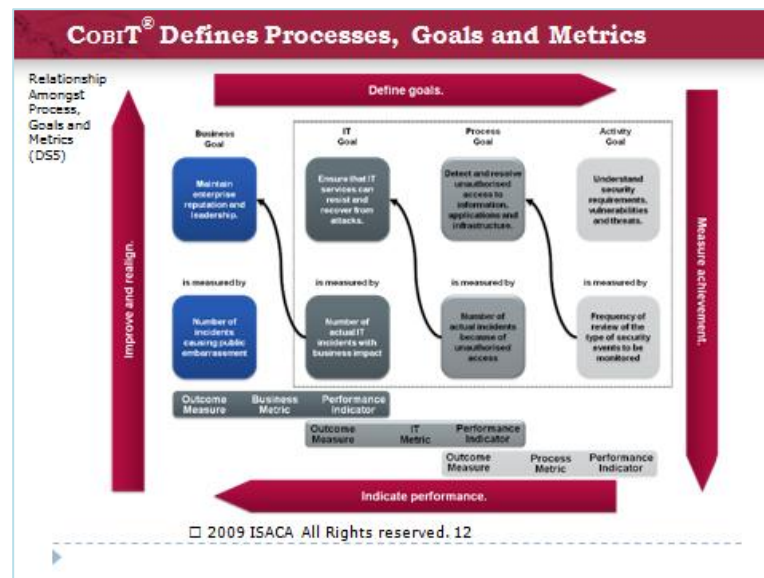 COBIT® Defines Processes, Goals and Metrics
Relationship
Amongst
Process,
Goals and
Metrics
(DS5)
Define goals.
Business
Goal
IT
Goal
Process
Goal
Activity
Goal
Maintain
enterprise
reputation and
leadership.
Ensure that IT
services can
resist and
recover from
attacks.
Detect and resolve
unauthorised
access to
information,
applications and
infrastructure.
Understand
security
requirements,
vulnerabilities
and threats.
is measured by
is measured by
is measured by
is measured by
Number of
incidents
causing public
embarrassment
Number of
actual IT
incidents with
business impact
Number of
actual incidents
because of
unauthorised
access
Frequency of
review of the
type of security
events to be
monitored
Improve and realign.
Measure achievement.
Outcome
Measure
Business
Metric
Performance
Indicator
Outcome
Measure
IT
Metric
Performance
Indicator
Outcome
Measure
Process
Metric
Performance
Indicator
Indicate performance.
□ 2009 ISACA All Rights reserved. 12